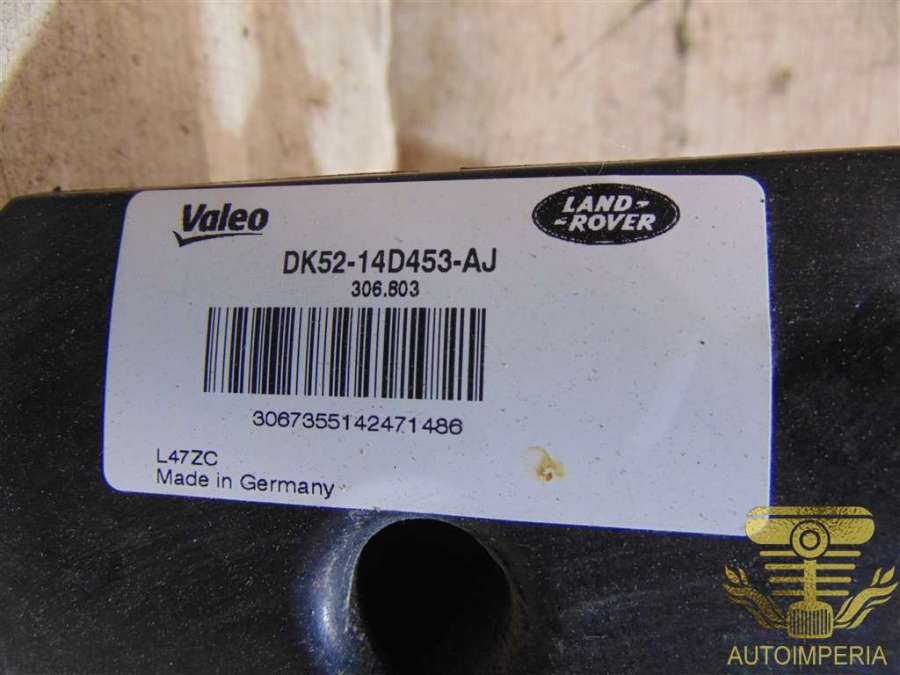 Valeo
LAND-
-ROVER
DK52-14D453-AJ
306.803
3067355142471486
L47ZC
Made in Germany
AUTOIMPERIA